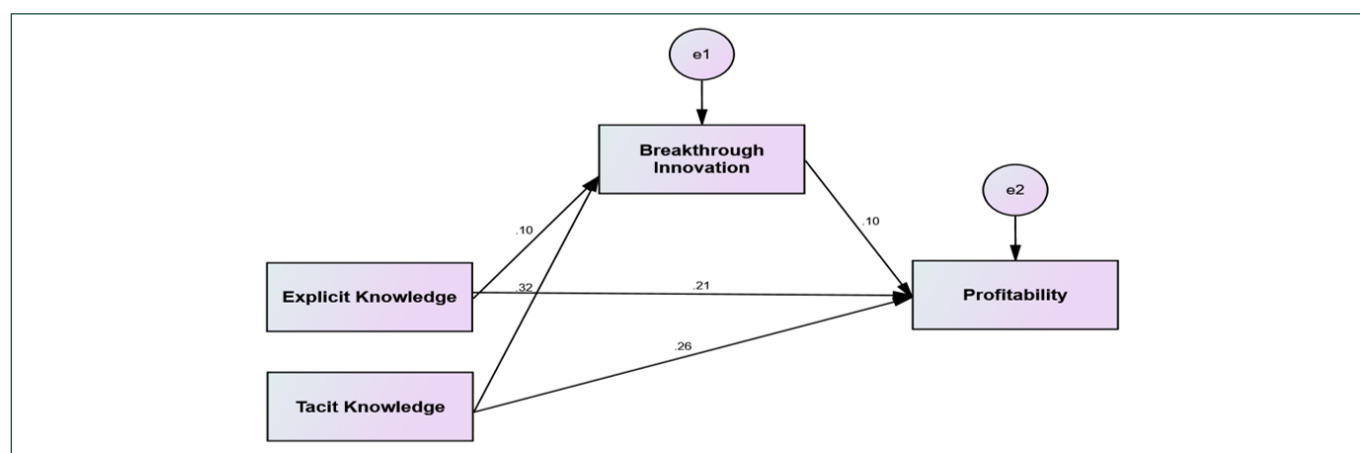 e1
Breakthrough
Innovation
e2
.10
.10
Explicit Knowledge
.32
.21
Profitability
.26
Tacit Knowledge